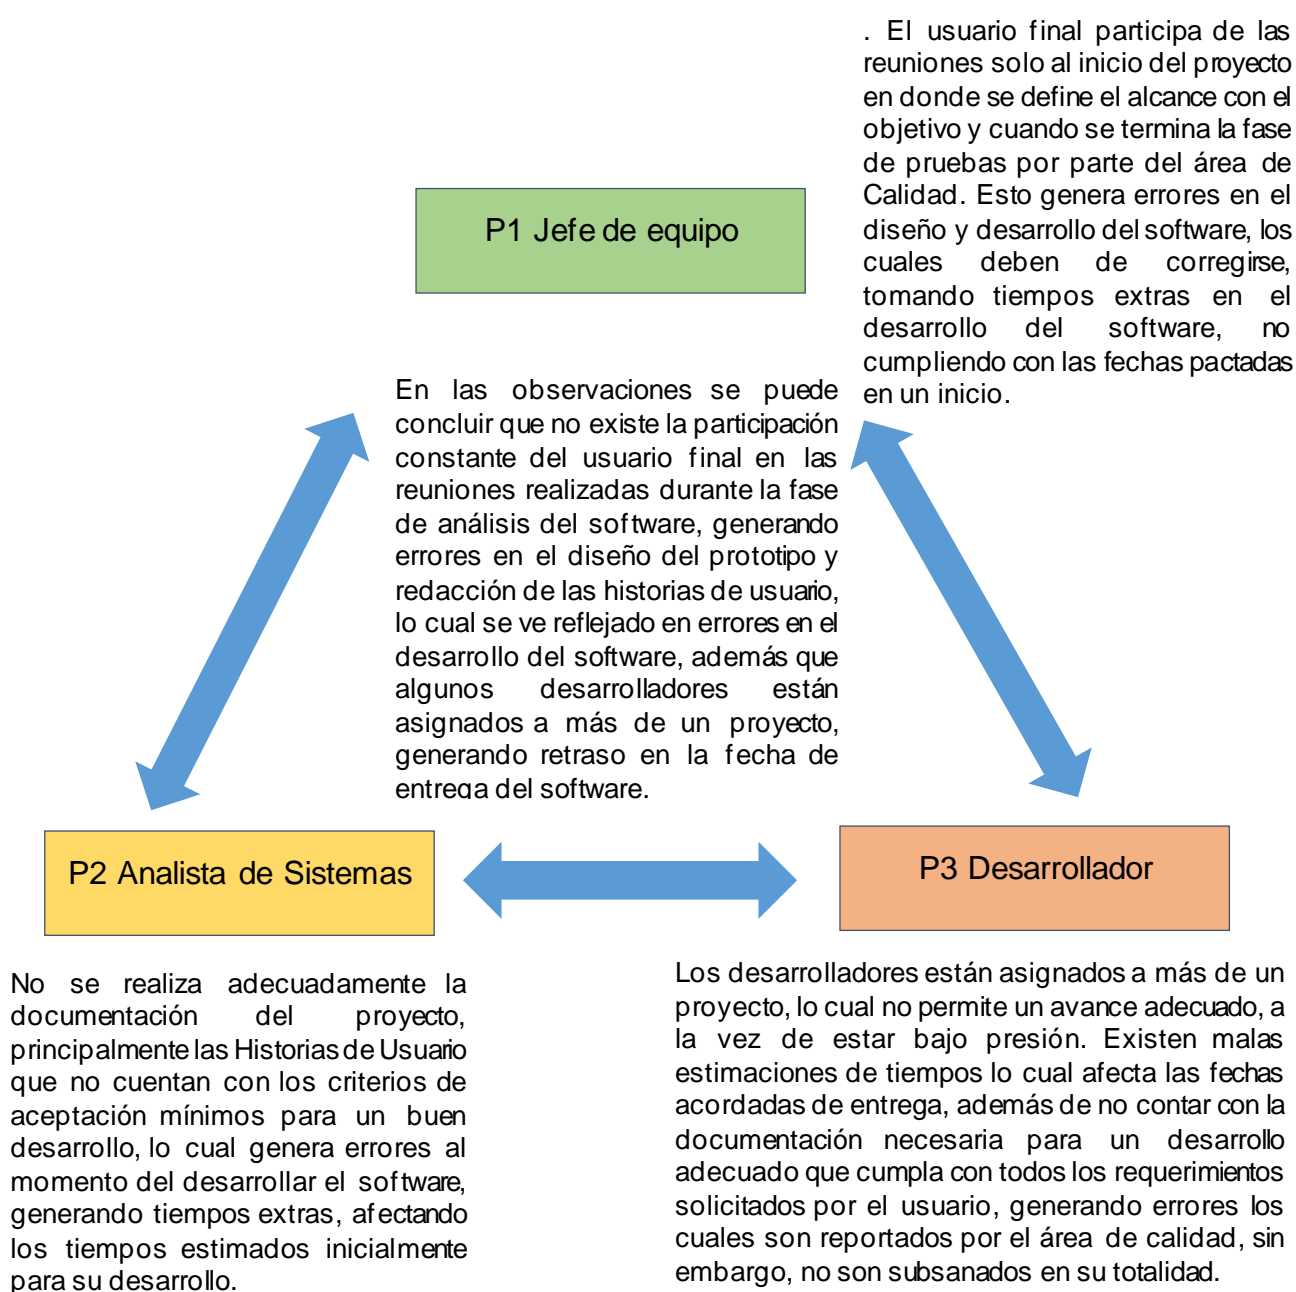 . El usuario final participa de las
reuniones solo al inicio del proyecto
en donde se define el alcance con el
objetivo y cuando se termina la fase
de pruebas por parte del área de
Calidad. Esto genera errores en el
diseño y desarrollo del software, los
cuales deben de corregirse,
tomando tiempos extras en el
desarrollo del software, no
cumpliendo con las fechas pactadas
en un inicio.
P1 Jefe de equipo
En las observaciones se puede
concluir que no existe la participación
constante del usuario final en las
reuniones realizadas durante la fase
de análisis del software, generando
errores en el diseño del prototipo y
redacción de las historias de usuario,
lo cual se ve reflejado en errores en el
desarrollo del software, además que
algunos desarrolladores están
asignados a más de un proyecto,
generando retraso en la fecha de
entrega del software.
P2 Analista de Sistemas
P3 Desarrollador
No se realiza adecuadamente la
documentación del proyecto,
principalmente las Historias de Usuario
que no cuentan con los criterios de
aceptación mínimos para un buen
desarrollo, lo cual genera errores al
momento del desarrollar el software,
generando tiempos extras, afectando
los tiempos estimados inicialmente
para su desarrollo.
Los desarrolladores están asignados a más de un
proyecto, lo cual no permite un avance adecuado, a
la vez de estar bajo presión. Existen malas
estimaciones de tiempos lo cual afecta las fechas
acordadas de entrega, además de no contar con la
documentación necesaria para un desarrollo
adecuado que cumpla con todos los requerimientos
solicitados por el usuario, generando errores los
cuales son reportados por el área de calidad, sin
embargo, no son subsanados en su totalidad.